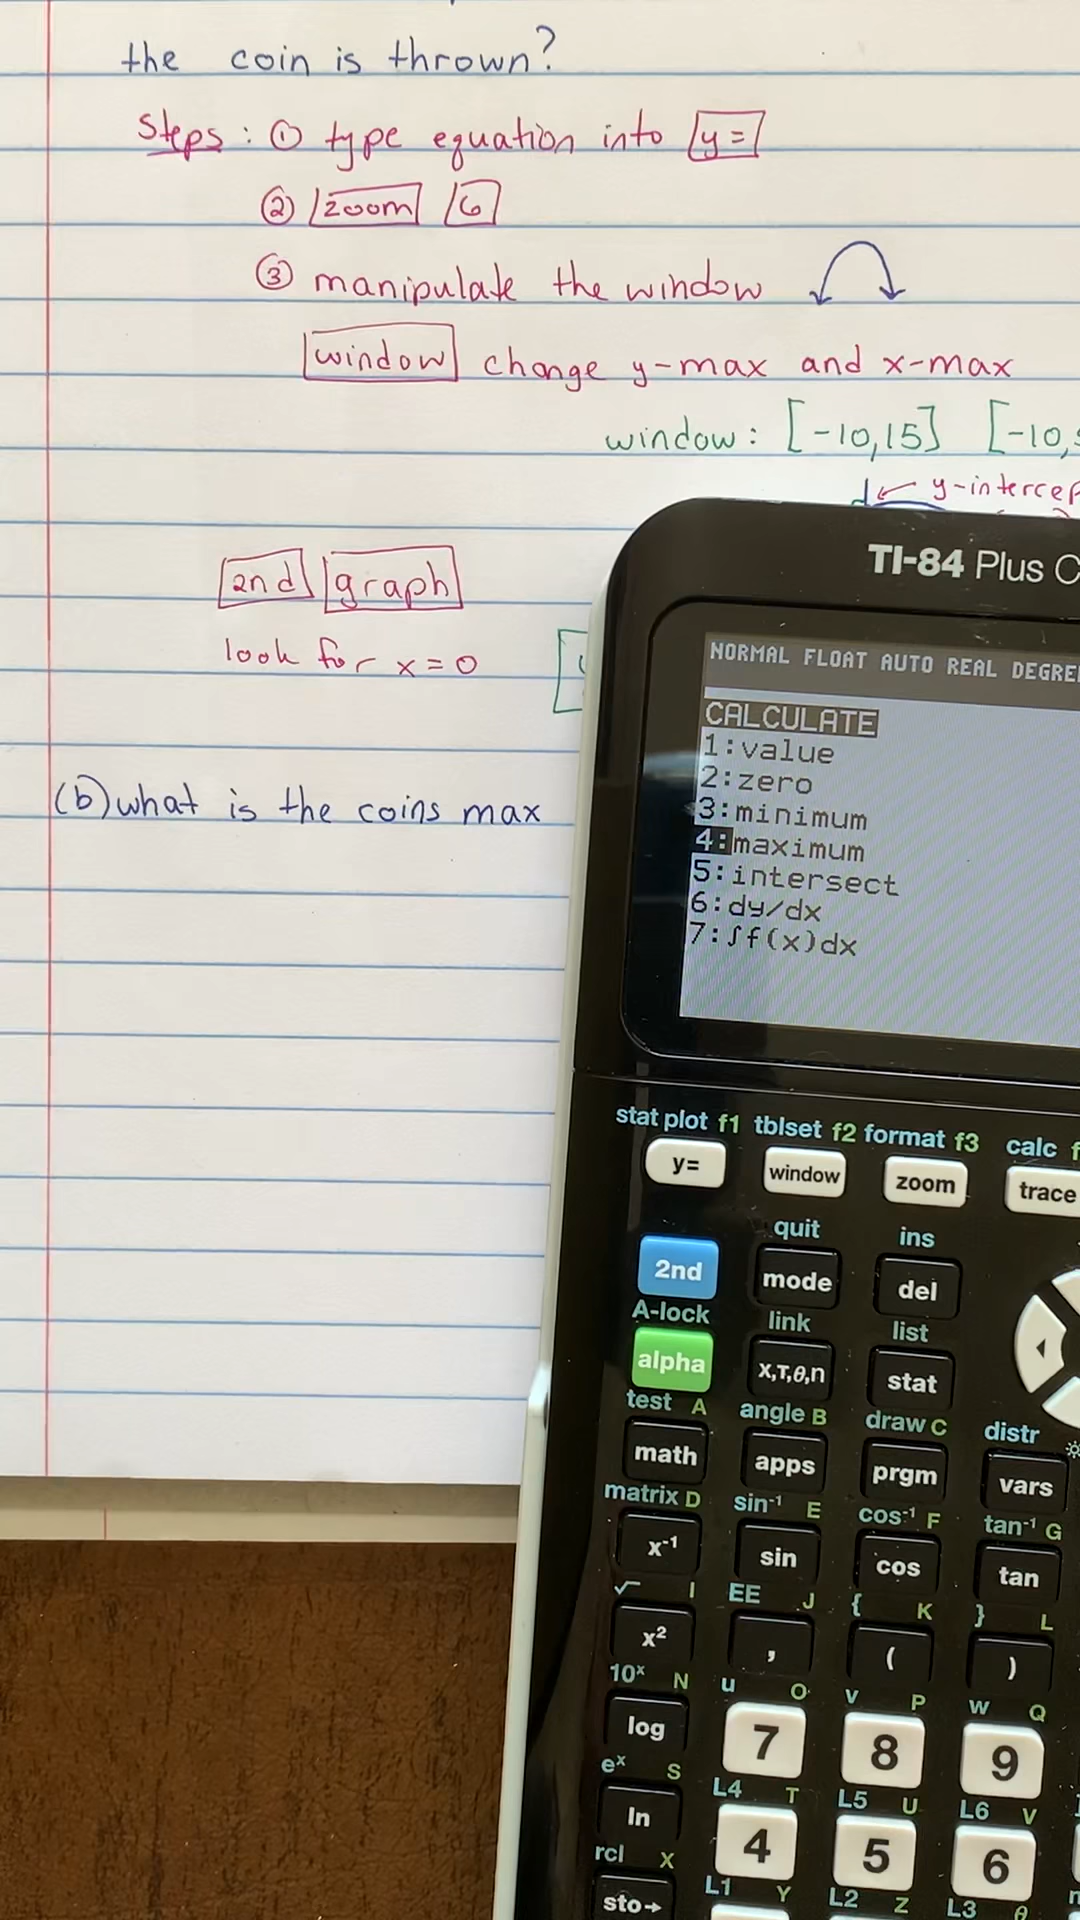 the coin is thrown?
Steps: ① type equation into y=
② zoom 6
③ manipulate the window
window change y-max and x-max
window: [-10,15] [-10,
y-intercep
2nd graph
look for x=0
(b) what is the coins max
TI-84 Plus C
NORMAL FLOAT AUTO REAL DEGREE
CALCULATE
1:value
2:zero
3:minimum
4:maximum
5:intersect
6:dy/dx
7:∫f(x)dx
stat plot f1 tblset f2 format f3 calc f
y= window zoom trace
quit ins
2nd mode del
A-lock link list
alpha X,T,θ,n stat
test A angle B draw C distr
math apps prgm vars
matrix D sin⁻¹ E cos⁻¹ F tan⁻¹ G
x⁻¹ sin cos tan
√ I EE J { K } L
x² , ( )
10ˣ N u O v P w Q
log 7 8 9
eˣ S L4 T L5 U L6 V
ln 4 5 6
rcl X L1 Y L2 Z L3 θ
sto→